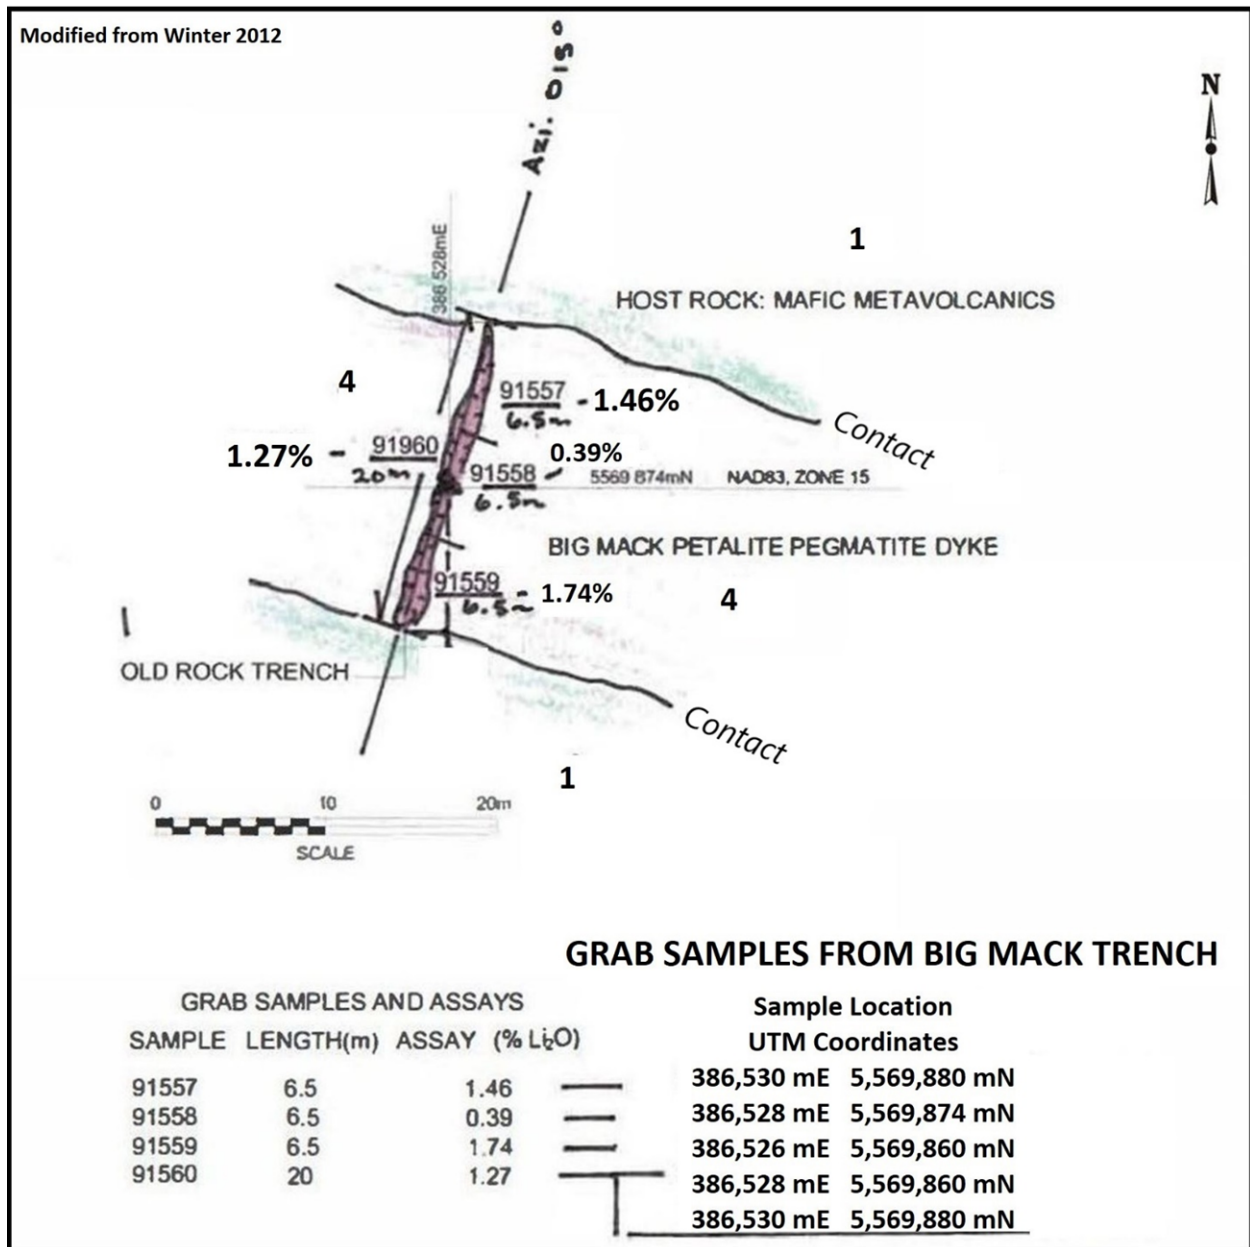 Modified from Winter 2012
Azi. 015°
N
1
386 528mE
HOST ROCK: MAFIC METAVOLCANICS
4
91557 - 1.46%
6.5m
Contact
1.27% - 91960
20m
0.39%
91558
6.5m
5569 874mN NAD83, ZONE 15
BIG MACK PETALITE PEGMATITE DYKE
91559 - 1.74%
6.5m
4
1
OLD ROCK TRENCH
Contact
1
0 10 20m
SCALE
GRAB SAMPLES FROM BIG MACK TRENCH
GRAB SAMPLES AND ASSAYS
SAMPLE LENGTH(m) ASSAY (% Li₂O)
91557 6.5 1.46
91558 6.5 0.39
91559 6.5 1.74
91560 20 1.27
Sample Location
UTM Coordinates
386,530 mE 5,569,880 mN
386,528 mE 5,569,874 mN
386,526 mE 5,569,860 mN
386,528 mE 5,569,860 mN
386,530 mE 5,569,880 mN